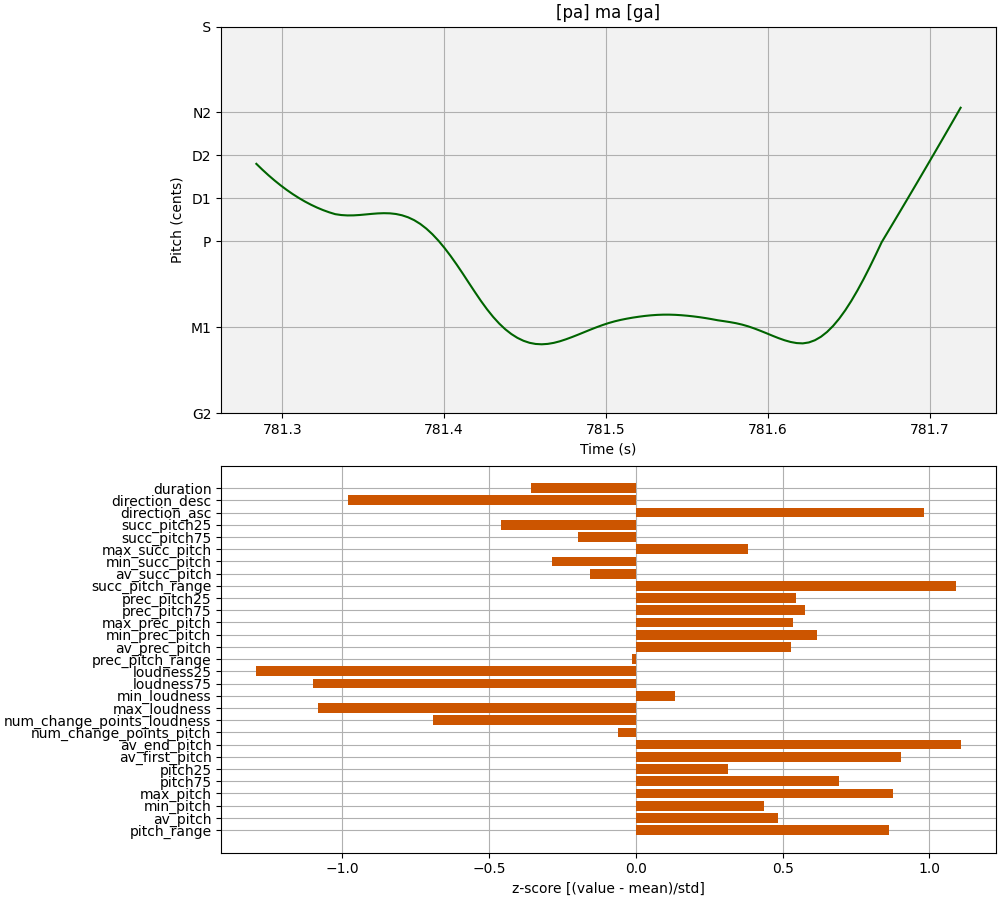 [pa] ma [ga]
S
N2
D2
D1
P
M1
G2
Pitch (cents)
781.3 781.4 781.5 781.6 781.7
Time (s)
duration
direction_desc
direction_asc
succ_pitch25
succ_pitch75
max_succ_pitch
min_succ_pitch
av_succ_pitch
succ_pitch_range
prec_pitch25
prec_pitch75
max_prec_pitch
min_prec_pitch
av_prec_pitch
prec_pitch_range
loudness25
loudness75
min_loudness
max_loudness
num_change_points_loudness
num_change_points_pitch
av_end_pitch
av_first_pitch
pitch25
pitch75
max_pitch
min_pitch
av_pitch
pitch_range
−1.0 −0.5 0.0 0.5 1.0
z-score [(value - mean)/std]